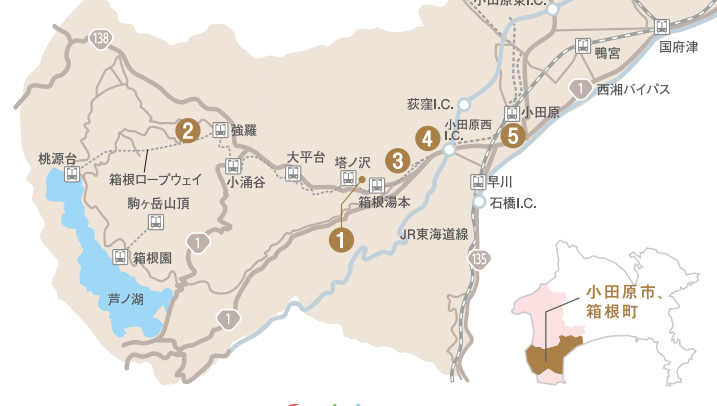 小田原東I.C.
138
鴨宮
国府津
1
西湘バイパス
荻窪I.C.
小田原
小田原西
I.C.
4
5
2
強羅
3
桃源台
大平台
塔ノ沢
箱根ロープウェイ
小涌谷
早川
箱根湯本
石橋I.C.
駒ヶ岳山頂
1
1
JR東海道線
箱根園
135
芦ノ湖
1
小田原市、
箱根町